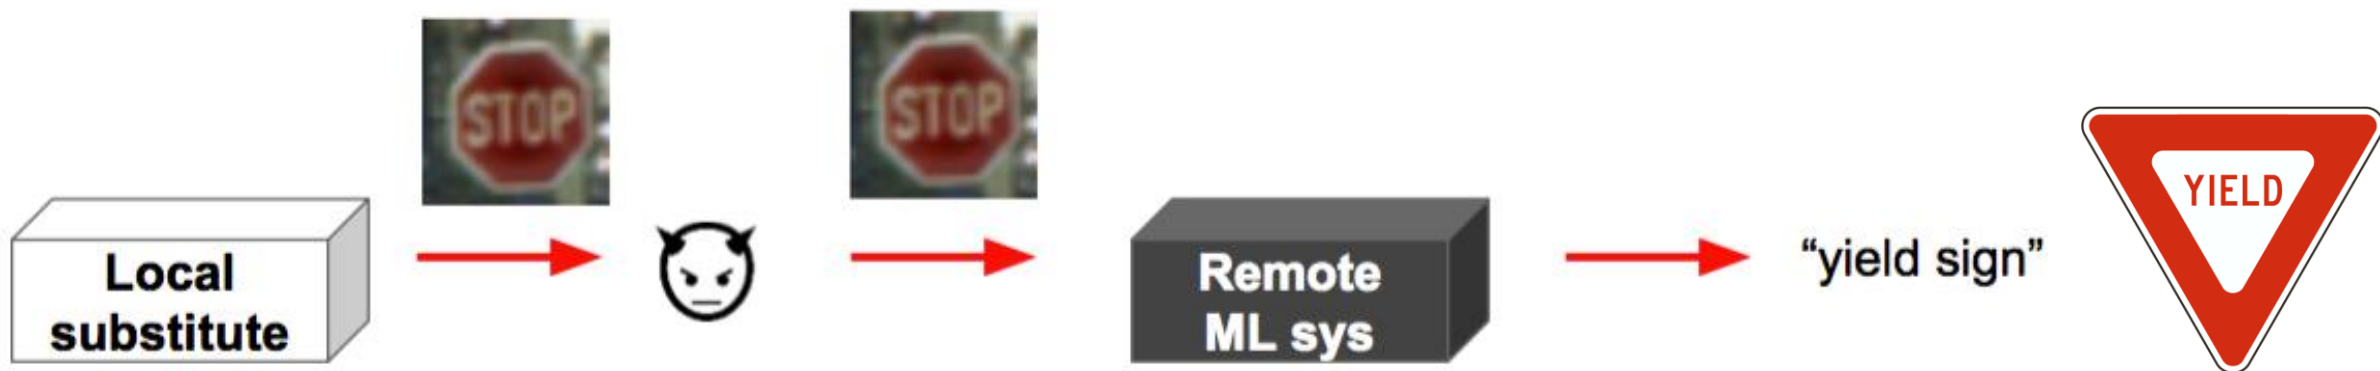 STOP
STOP
Local
substitute
Remote
ML sys
“yield sign”
YIELD